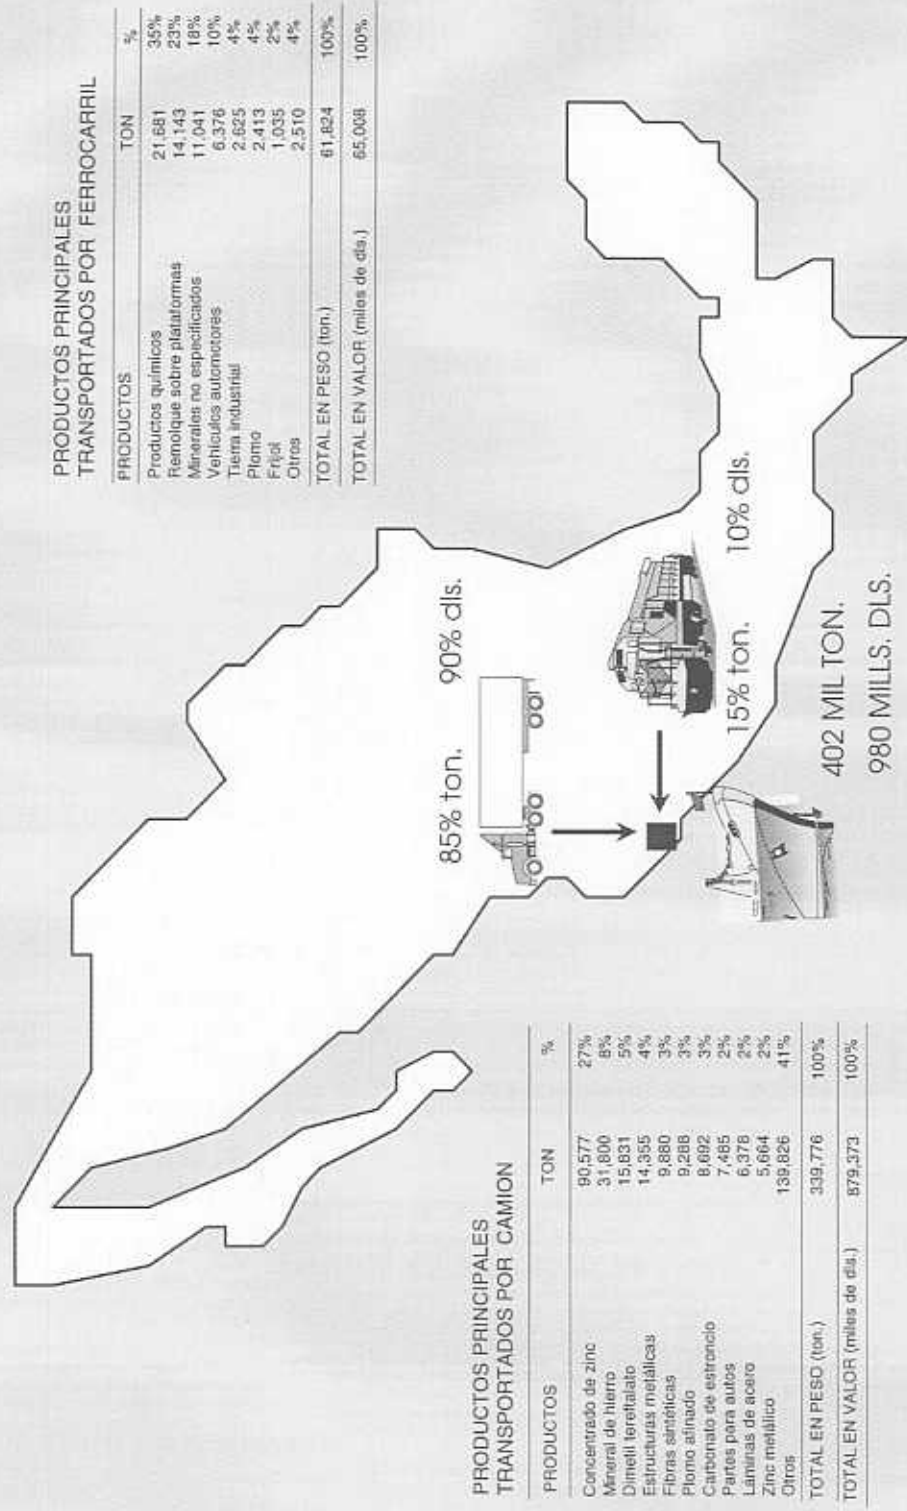 PRODUCTOS PRINCIPALES
TRANSPORTADOS POR FERROCARRIL
PRODUCTOS TON %
Productos químicos 21,681 35%
Remolque sobre plataformas 14,143 23%
Minerales no especificados 11,041 18%
Vehículos automotores 6,376 10%
Tierra industrial 2,625 4%
Plomo 2,413 4%
Frijol 1,035 2%
Otros 2,510 4%
TOTAL EN PESO (ton.) 61,824 100%
TOTAL EN VALOR (miles de dls.) 65,008 100%
85% ton. 90% dls.
15% ton. 10% dls.
402 MIL TON.
980 MILLS. DLS.
PRODUCTOS PRINCIPALES
TRANSPORTADOS POR CAMION
PRODUCTOS TON %
Concentrado de zinc 90,577 27%
Mineral de hierro 31,800 8%
Dimetil tereftalato 15,831 5%
Estructuras metálicas 14,355 4%
Fibras sintéticas 9,880 3%
Plomo afinado 9,288 3%
Carbonato de estroncio 8,692 3%
Partes para autos 7,485 2%
Láminas de acero 6,378 2%
Zinc metálico 5,664 2%
Otros 139,826 41%
TOTAL EN PESO (ton.) 339,776 100%
TOTAL EN VALOR (miles de dls.) 879,373 100%